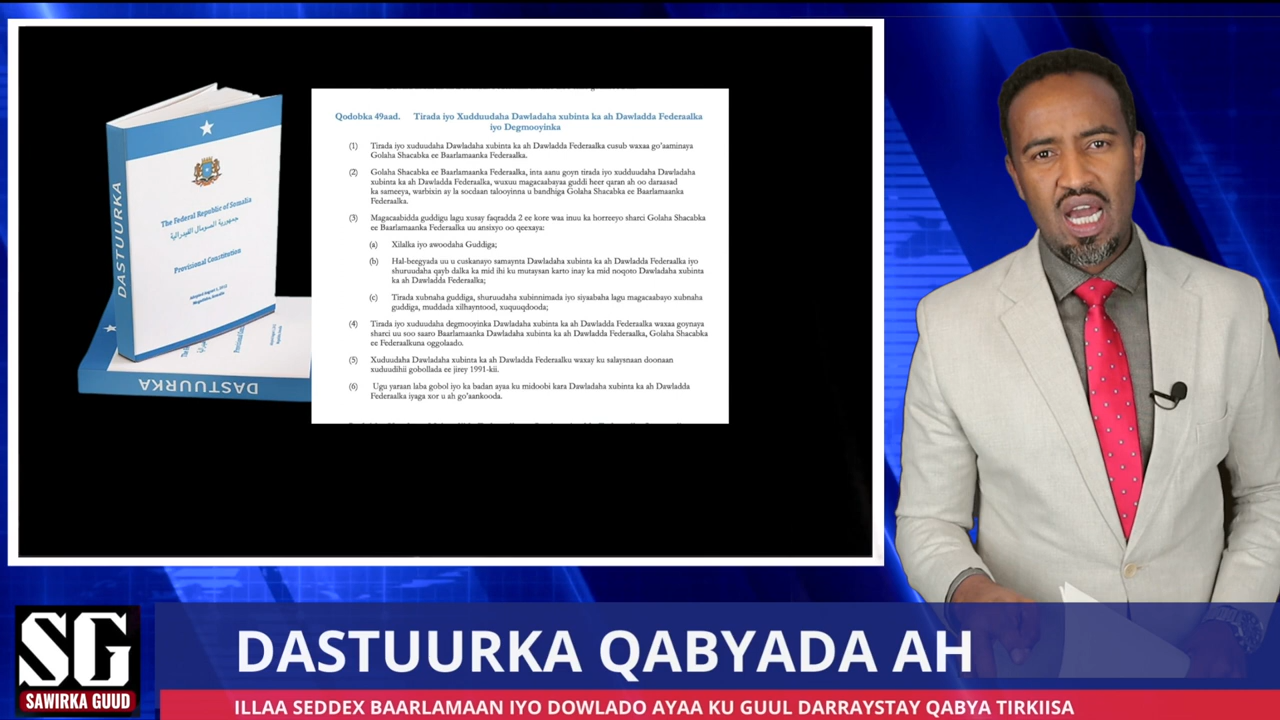 DASTUURKA
The Federal Republic of Somalia
جمهورية الصومال الفيدرالية
Provisional Constitution
Adopted August 1, 2012
Mogadishu, Somalia
DASTUURKA
Qodobka 49aad. Tirada iyo Xudduudaha Dawladaha xubinta ka ah Dawladda Federaalka
iyo Degmooyinka
(1) Tirada iyo xuduudaha Dawladaha xubinta ka ah Dawladda Federaalka cusub waxaa go'aaminaya
Golaha Shacabka ee Baarlamaanka Federaalka.
(2) Golaha Shacabka ee Baarlamaanka Federaalka, inta aanu goyn tirada iyo xudduudaha Dawladaha
xubinta ka ah Dawladda Federaalka, wuxuu magacaabayaa guddi heer qaran ah oo daraasad
ka sameeya, warbixin ay la socdaan talooyinna u bandhiga Golaha Shacabka ee Baarlamaanka
Federaalka.
(3) Magacaabidda guddigu lagu xusay faqradda 2 ee kore waa inuu ka horreeyo sharci Golaha Shacabka
ee Baarlamaanka Federaalka uu ansixyo oo qeexaya:
(a) Xilalka iyo awoodaha Guddiga;
(b) Hal-beegyada uu u cuskanayo samaynta Dawladaha xubinta ka ah Dawladda Federaalka iyo
shuruudaha qayb dalka ka mid ihi ku mutaysan karto inay ka mid noqoto Dawladaha xubinta
ka ah Dawladda Federaalka;
(c) Tirada xubnaha guddiga, shuruudaha xubinnimada iyo siyaabaha lagu magacaabayo xubnaha
guddiga, muddada xilhayntood, xuquuqdooda;
(4) Tirada iyo xuduudaha degmooyinka Dawladaha xubinta ka ah Dawladda Federaalka waxaa goynaya
sharci uu soo saaro Baarlamaanka Dawladaha xubinta ka ah Dawladda Federaalka, Golaha Shacabka
ee Federaalkuna oggolaado.
(5) Xuduudaha Dawladaha xubinta ka ah Dawladda Federaalku waxay ku salaysnaan doonaan
xuduudihii gobollada ee jirey 1991-kii.
(6) Ugu yaraan laba gobol iyo ka badan ayaa ku midoobi kara Dawladaha xubinta ka ah Dawladda
Federaalka iyaga xor u ah go'aankooda.
SG
SAWIRKA GUUD
DASTUURKA QABYADA AH
ILLAA SEDDEX BAARLAMAAN IYO DOWLADO AYAA KU GUUL DARRAYSTAY QABYA TIRKIISA